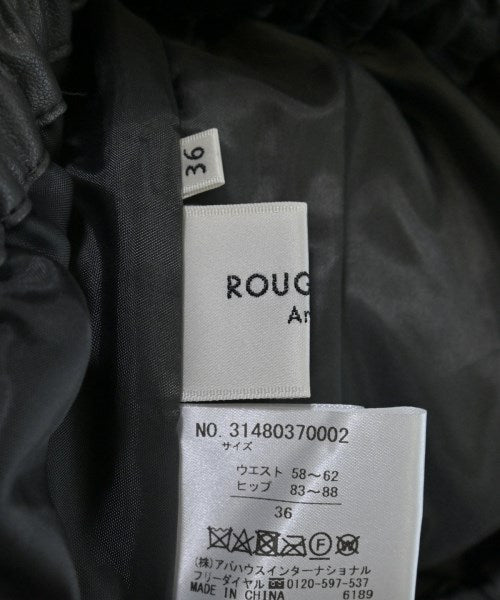 36
ROUG
Ar
NO. 31480370002
サイズ
ウエスト 58～62
ヒップ 83～88
36
Ⓕ W
(株)アバハウスインターナショナル
フリーダイヤル 0120-597-537
MADE IN CHINA 6189